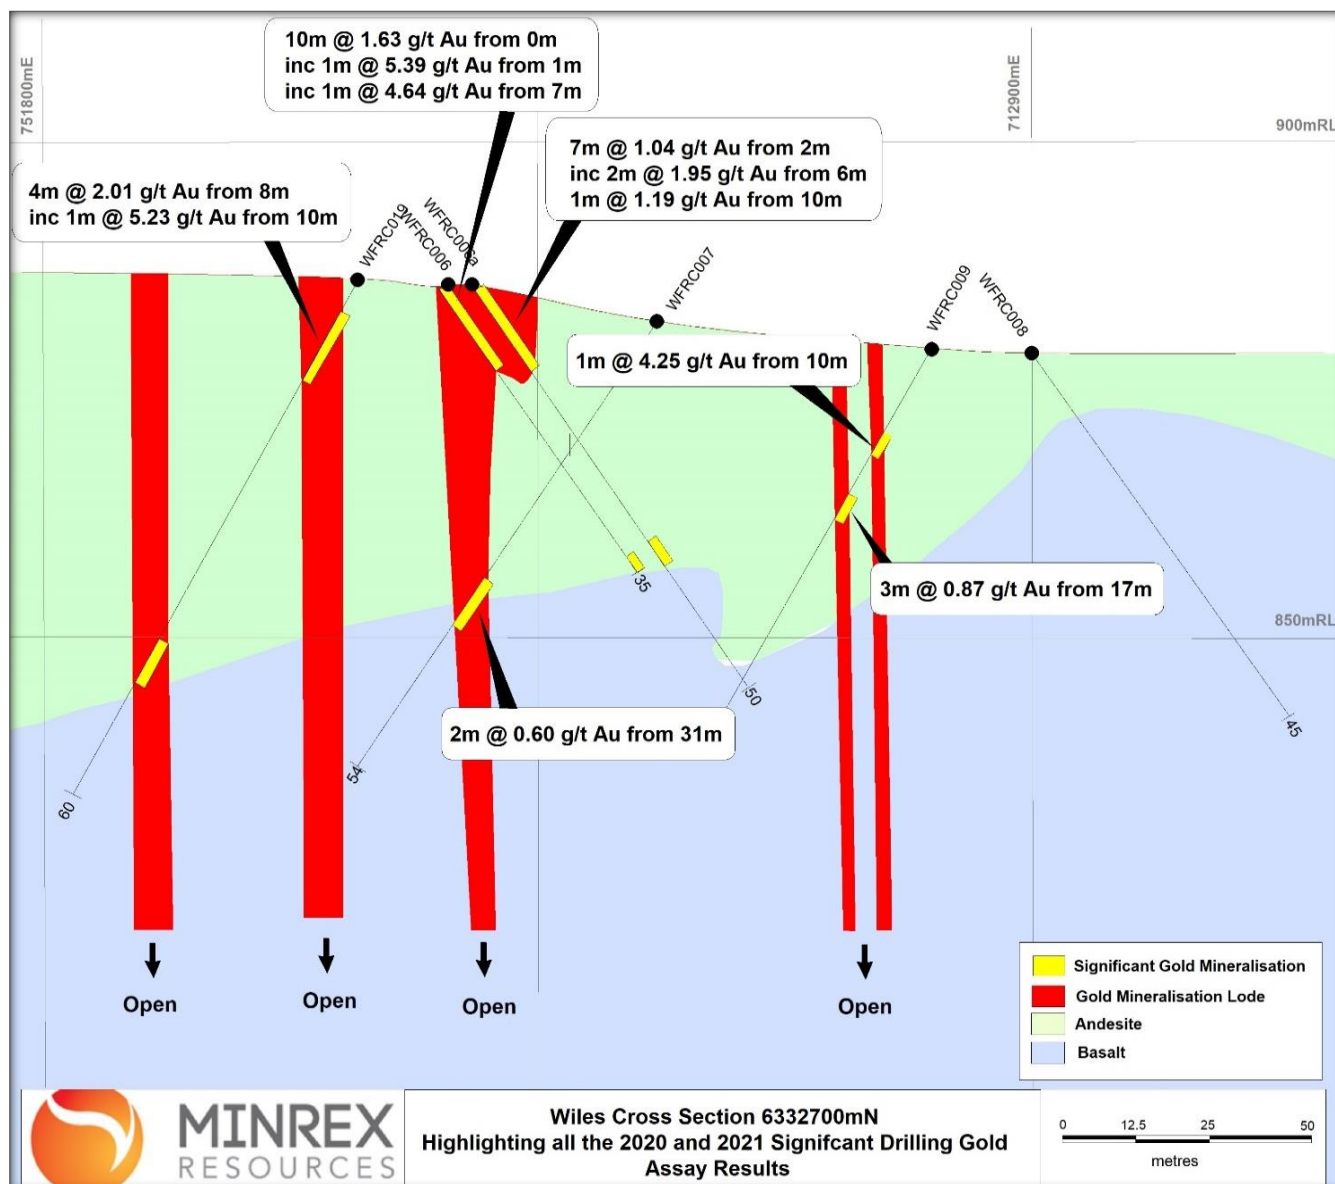 10m @ 1.63 g/t Au from 0m
inc 1m @ 5.39 g/t Au from 1m
inc 1m @ 4.64 g/t Au from 7m
751800mE
712900mE
900mRL
7m @ 1.04 g/t Au from 2m
inc 2m @ 1.95 g/t Au from 6m
1m @ 1.19 g/t Au from 10m
4m @ 2.01 g/t Au from 8m
inc 1m @ 5.23 g/t Au from 10m
WFRC019
WFRC006
WFRC006a
WFRC007
WFRC009
WFRC008
1m @ 4.25 g/t Au from 10m
35
3m @ 0.87 g/t Au from 17m
850mRL
50
2m @ 0.60 g/t Au from 31m
45
54
60
Open
Open
Open
Open
Significant Gold Mineralisation
Gold Mineralisation Lode
Andesite
Basalt
MINREX
RESOURCES
Wiles Cross Section 6332700mN
Highlighting all the 2020 and 2021 Signifcant Drilling Gold
Assay Results
0 12.5 25 50
metres